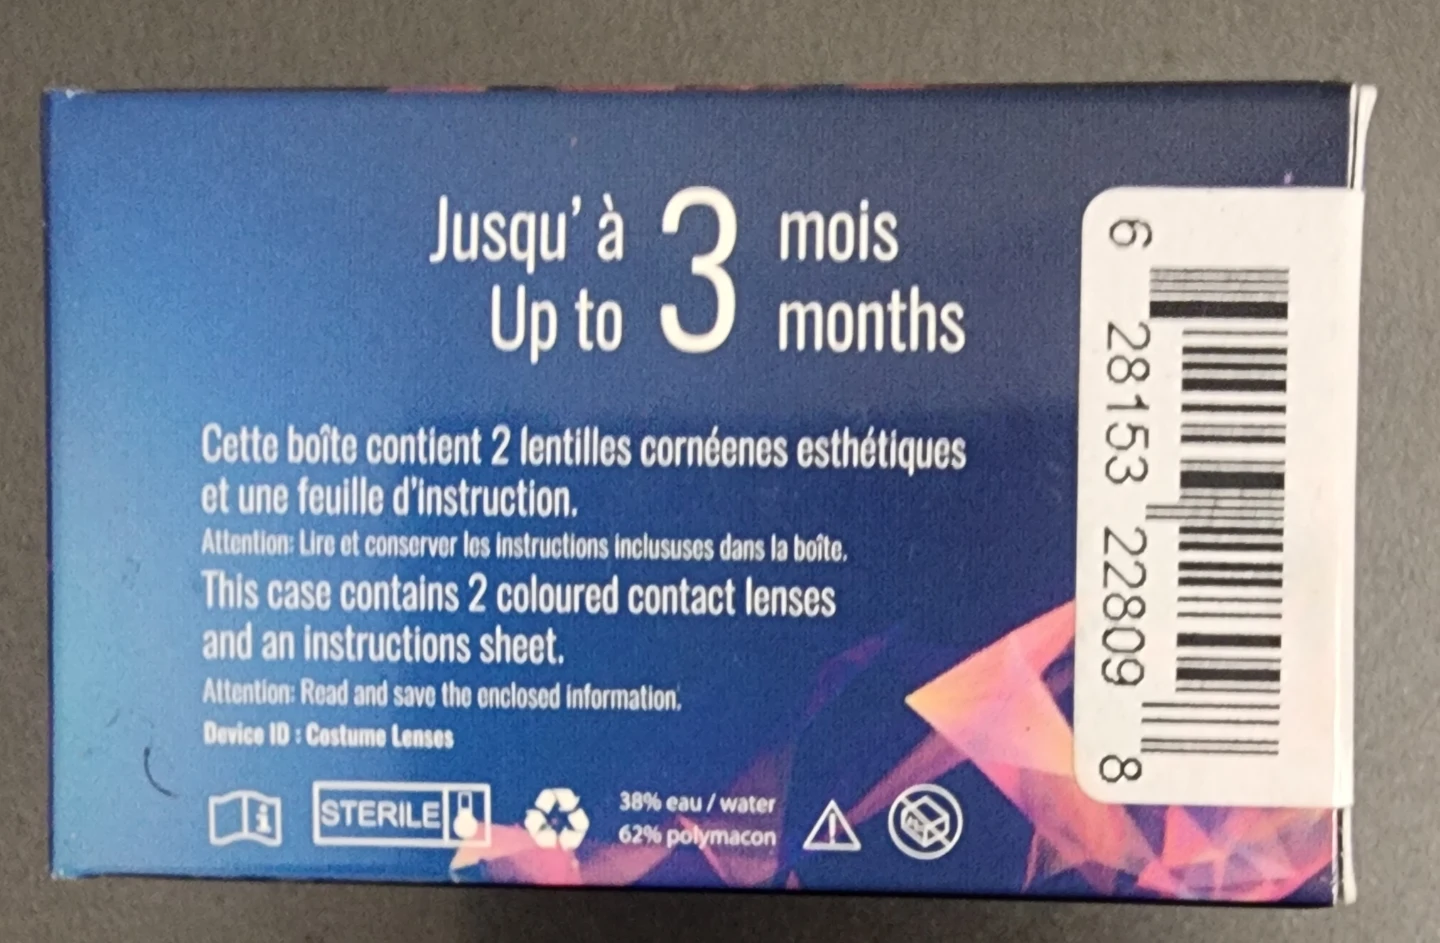 Jusqu' à 3 mois
Up to months
Cette boîte contient 2 lentilles cornéenes esthétiques
et une feuille d'instruction.
Attention: Lire et conserver les instructions inclususes dans la boîte.
This case contains 2 coloured contact lenses
and an instructions sheet.
Attention: Read and save the enclosed information.
Device ID : Costume Lenses
STERILE
38% eau / water
62% polymacon
6 28153 22809 8